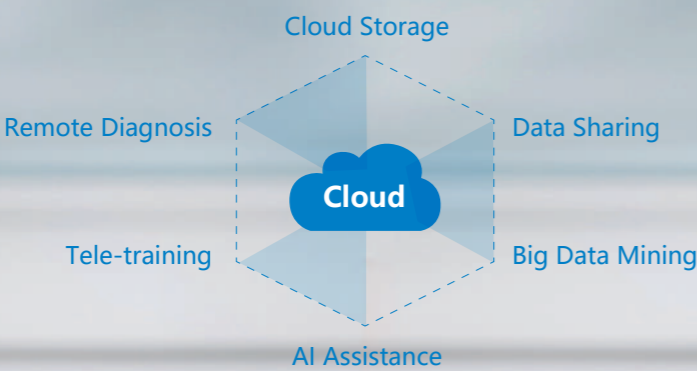 Cloud Storage
Remote Diagnosis
Data Sharing
Cloud
Tele-training
Big Data Mining
AI Assistance